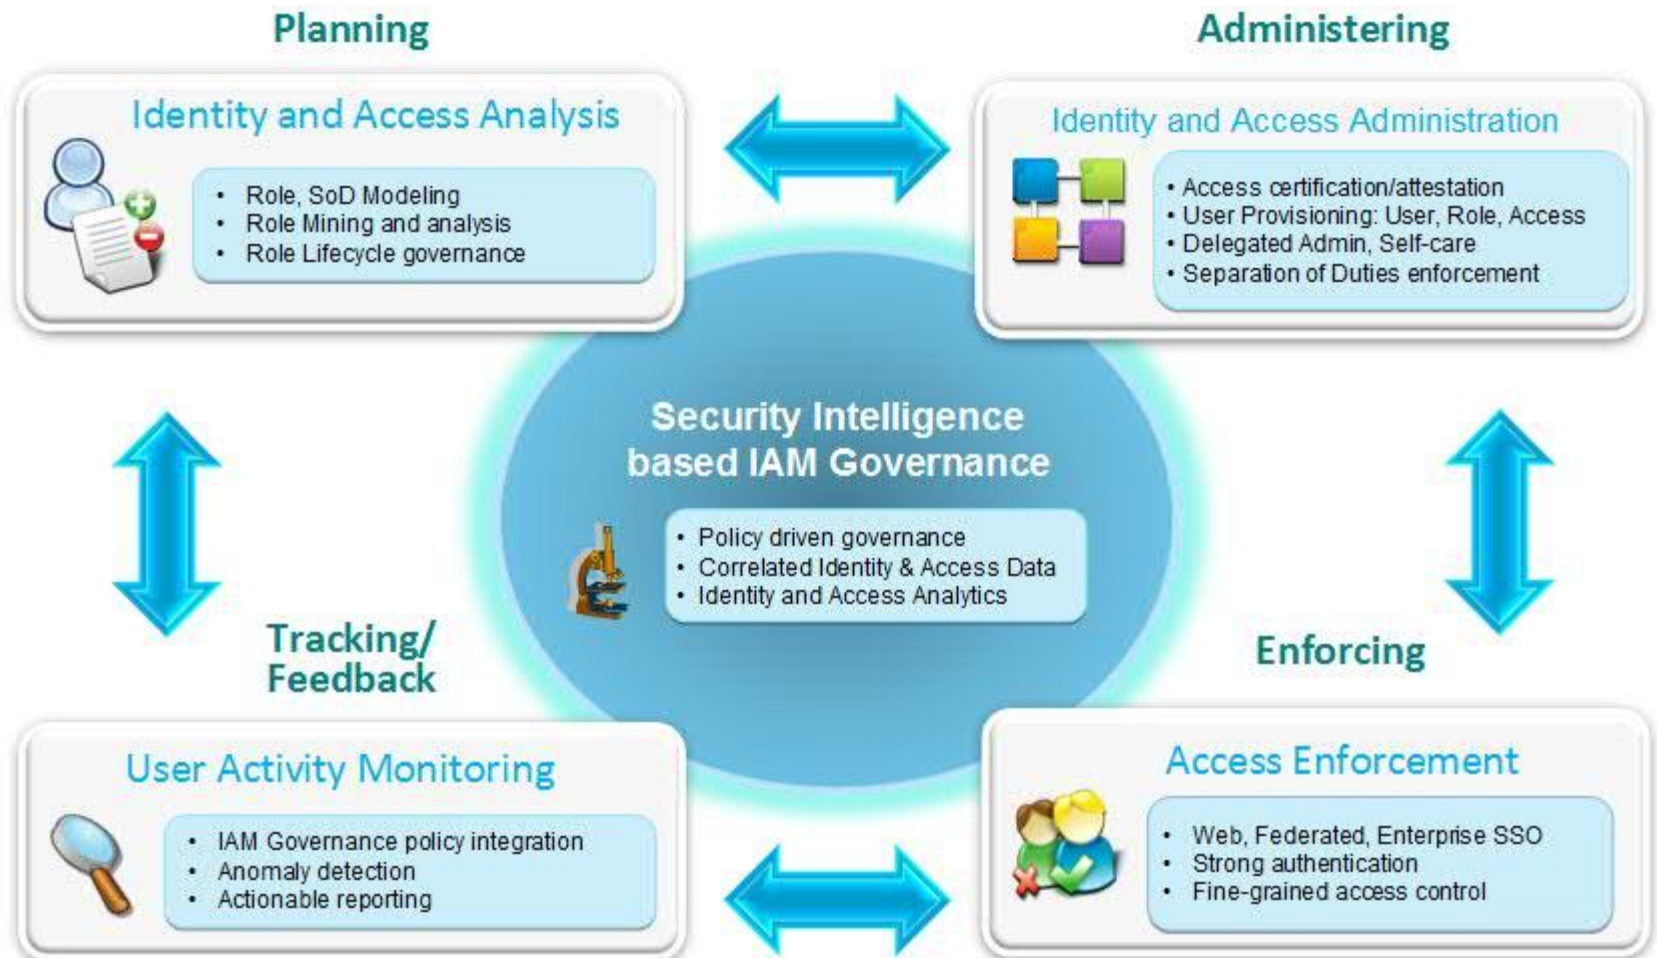 Planning
Administering
Identity and Access Analysis
• Role, SoD Modeling
• Role Mining and analysis
• Role Lifecycle governance
Identity and Access Administration
• Access certification/attestation
• User Provisioning: User, Role, Access
• Delegated Admin, Self-care
• Separation of Duties enforcement
Security Intelligence
based IAM Governance
• Policy driven governance
• Correlated Identity & Access Data
• Identity and Access Analytics
Tracking/
Feedback
Enforcing
User Activity Monitoring
• IAM Governance policy integration
• Anomaly detection
• Actionable reporting
Access Enforcement
• Web, Federated, Enterprise SSO
• Strong authentication
• Fine-grained access control